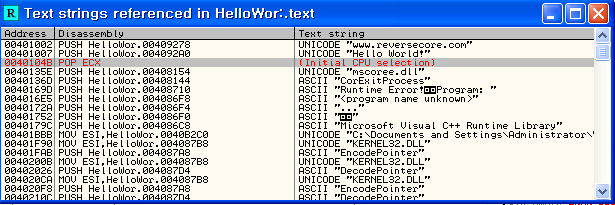 R Text strings referenced in HelloWor:.text
Address Disassembly Text string
00401002 PUSH HelloWor.00409278 UNICODE "www.reversecore.com"
00401007 PUSH HelloWor.004092A0 UNICODE "Hello World!"
0040104B POP ECX (Initial CPU selection)
0040135E PUSH HelloWor.00408154 UNICODE "mscoree.dll"
0040136D PUSH HelloWor.00408144 ASCII "CorExitProcess"
0040169D PUSH HelloWor.00408710 ASCII "Runtime Error!Program: "
004016E5 PUSH HelloWor.004086F8 ASCII "<program name unknown>"
0040172A PUSH HelloWor.004086F4 ASCII "..."
00401752 PUSH HelloWor.004086F0 ASCII ""
0040179C PUSH HelloWor.004086C8 ASCII "Microsoft Visual C++ Runtime Library"
00401BBB MOV ESI,HelloWor.0040B2C0 UNICODE "C:\Documents and Settings\Administrator\
00401F90 MOV ESI,HelloWor.004087B8 UNICODE "KERNEL32.DLL"
00401FAB PUSH HelloWor.004087A8 ASCII "EncodePointer"
0040200B MOV ESI,HelloWor.004087B8 UNICODE "KERNEL32.DLL"
00402026 PUSH HelloWor.004087D4 ASCII "DecodePointer"
004020CA MOV ESI,HelloWor.004087B8 UNICODE "KERNEL32.DLL"
004020F8 PUSH HelloWor.004087A8 ASCII "EncodePointer"
00402108 PUSH HelloWor.004087D4 ASCII "DecodePointer"